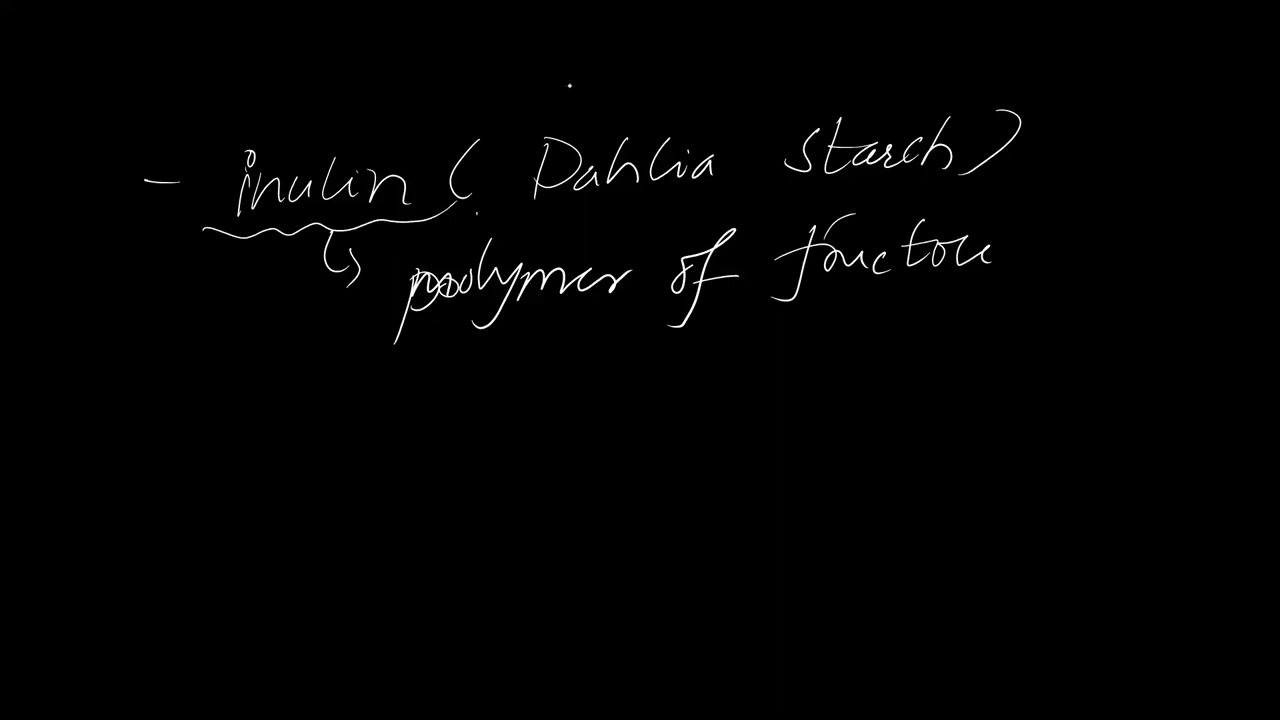 - inulin ( Dahlia starch )
↳ polymer of fructose